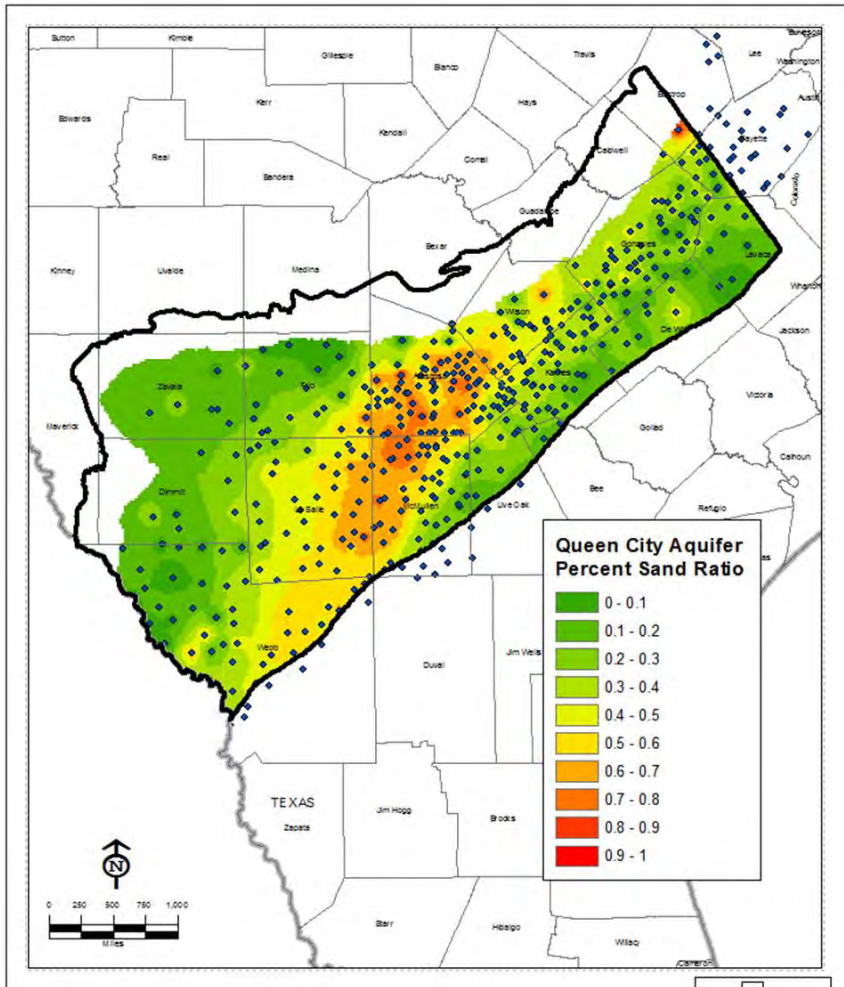 Sutton
Kimble
Gillespie
Blanco
Travis
Lee
Burleson
Washington
Edwards
Kerr
Hays
Bastrop
Austin
Real
Kendall
Comal
Caldwell
Fayette
Bandera
Guadalupe
Colorado
Kinney
Uvalde
Medina
Bexar
Gonzales
Lavaca
Wharton
Wilson
De Wi
Jackson
Zavala
Frio
Atascosa
Karnes
Victoria
Maverick
Goliad
Calhoun
Dimmit
La Salle
McMullen
Live Oak
Bee
Refugio
as
Queen City Aquifer
Percent Sand Ratio
0 - 0.1
0.1 - 0.2
0.2 - 0.3
0.3 - 0.4
0.4 - 0.5
0.5 - 0.6
0.6 - 0.7
0.7 - 0.8
0.8 - 0.9
0.9 - 1
Webb
Duval
Jim Wells
TEXAS
Zapata
Jim Hogg
Brooks
N
0 250 500 750 1,000
Miles
Starr
Hidalgo
Willacy
Cameron